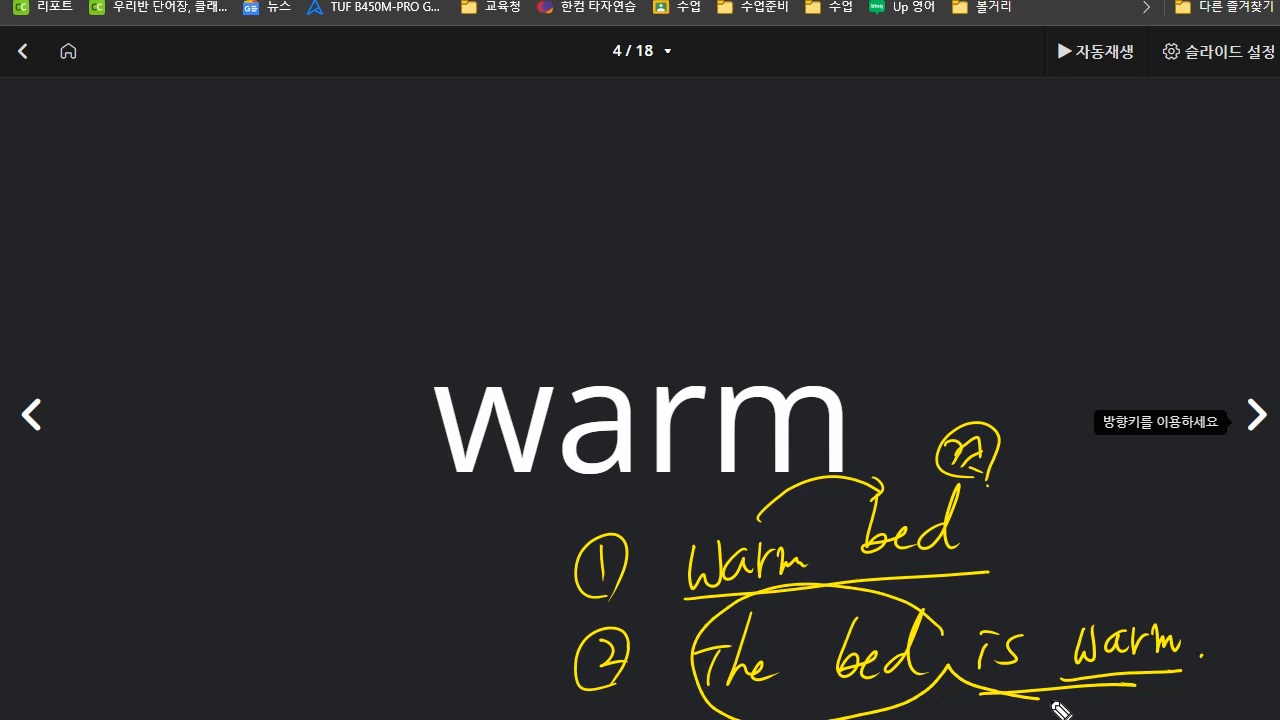 리포트 우리반 단어장, 클래... 뉴스 TUF B450M-PRO G... 교육청 한컴 타자연습 수업 수업준비 수업 Up 영어 볼거리 다른 즐겨찾기
4 / 18 자동재생 슬라이드 설정
warm
방향키를 이용하세요
n.
① warm bed
② The bed is warm.